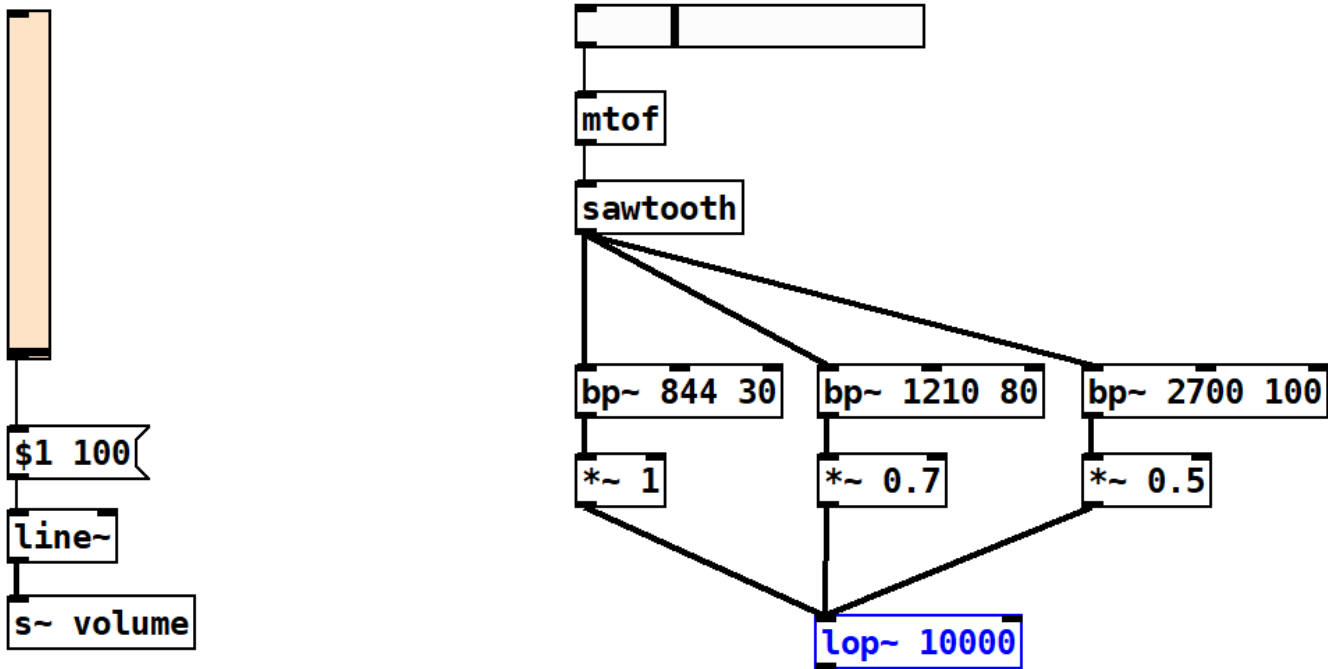 mtof
sawtooth
bp~ 844 30
bp~ 1210 80
bp~ 2700 100
$1 100
*~ 1
*~ 0.7
*~ 0.5
line~
s~ volume
lop~ 10000